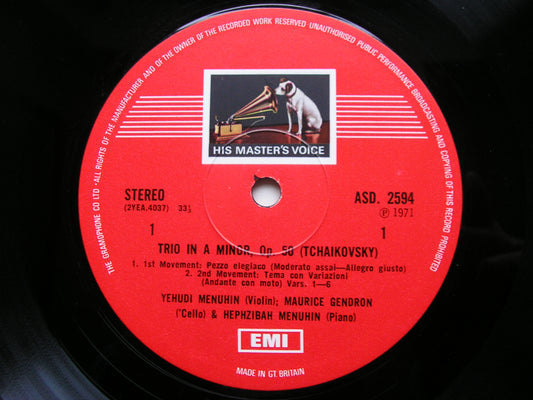 THE GRAMOPHONE CO LTD • ALL RIGHTS OF THE MANUFACTURER AND OF THE OWNER OF THE RECORDED WORK RESERVED UNAUTHORISED PUBLIC PERFORMANCE BROADCASTING AND COPYING OF THIS RECORD PROHIBITED
HIS MASTER'S VOICE
STEREO
(2YEA.4037) 33⅓
ASD. 2594
Ⓟ 1971
1
1
TRIO IN A MINOR, Op. 50 (TCHAIKOVSKY)
1. 1st Movement: Pezzo elegiaco (Moderato assai—Allegro giusto)
2. 2nd Movement: Tema con Variazioni
(Andante con moto) Vars. 1—6
YEHUDI MENUHIN (Violin); MAURICE GENDRON
('Cello) & HEPHZIBAH MENUHIN (Piano)
EMI
MADE IN GT. BRITAIN